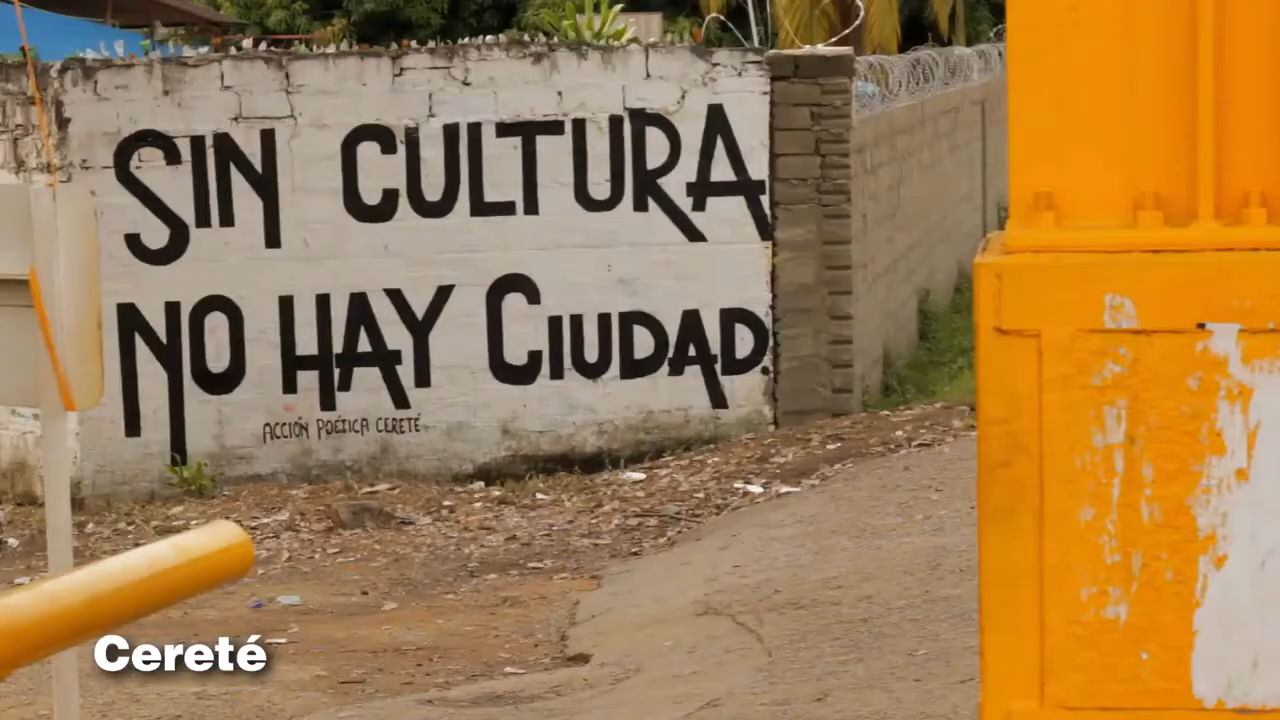 SIN CULTURA
NO HAY CIUDAD.
ACCIÓN POÉTICA CERETÉ
Cereté